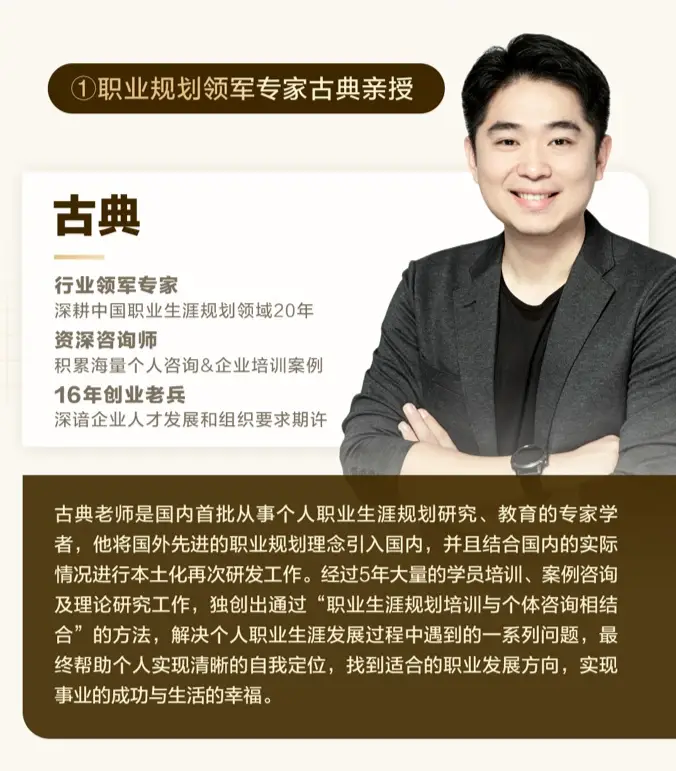 ①职业规划领军专家古典亲授
古典
行业领军专家
深耕中国职业生涯规划领域20年
资深咨询师
积累海量个人咨询&企业培训案例
16年创业老兵
深谙企业人才发展和组织要求期许
古典老师是国内首批从事个人职业生涯规划研究、教育的专家学
者，他将国外先进的职业规划理念引入国内，并且结合国内的实际
情况进行本土化再次研发工作。经过5年大量的学员培训、案例咨询
及理论研究工作，独创出通过“职业生涯规划培训与个体咨询相结
合”的方法，解决个人职业生涯发展过程中遇到的一系列问题，最
终帮助个人实现清晰的自我定位，找到适合的职业发展方向，实现
事业的成功与生活的幸福。